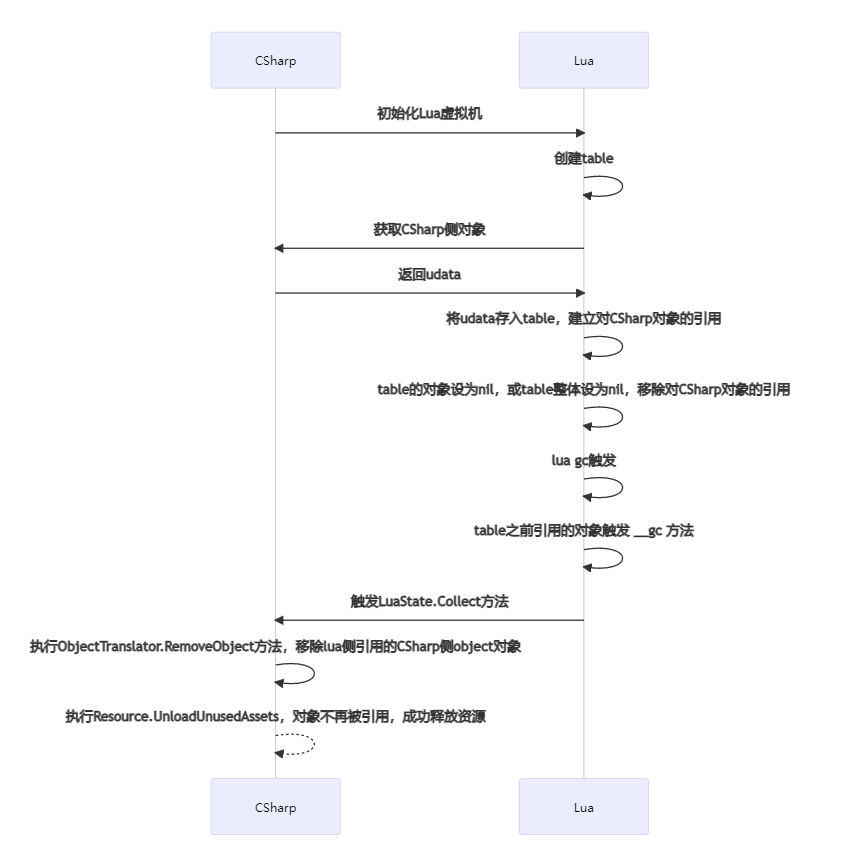 CSharp
Lua
初始化Lua虚拟机
创建table
获取CSharp侧对象
返回udata
将udata存入table，建立对CSharp对象的引用
table的对象设为nil，或table整体设为nil，移除对CSharp对象的引用
lua gc触发
table之前引用的对象触发 __gc 方法
触发LuaState.Collect方法
执行ObjectTranslator.RemoveObject方法，移除lua侧引用的CSharp侧object对象
执行Resource.UnloadUnusedAssets，对象不再被引用，成功释放资源
CSharp
Lua